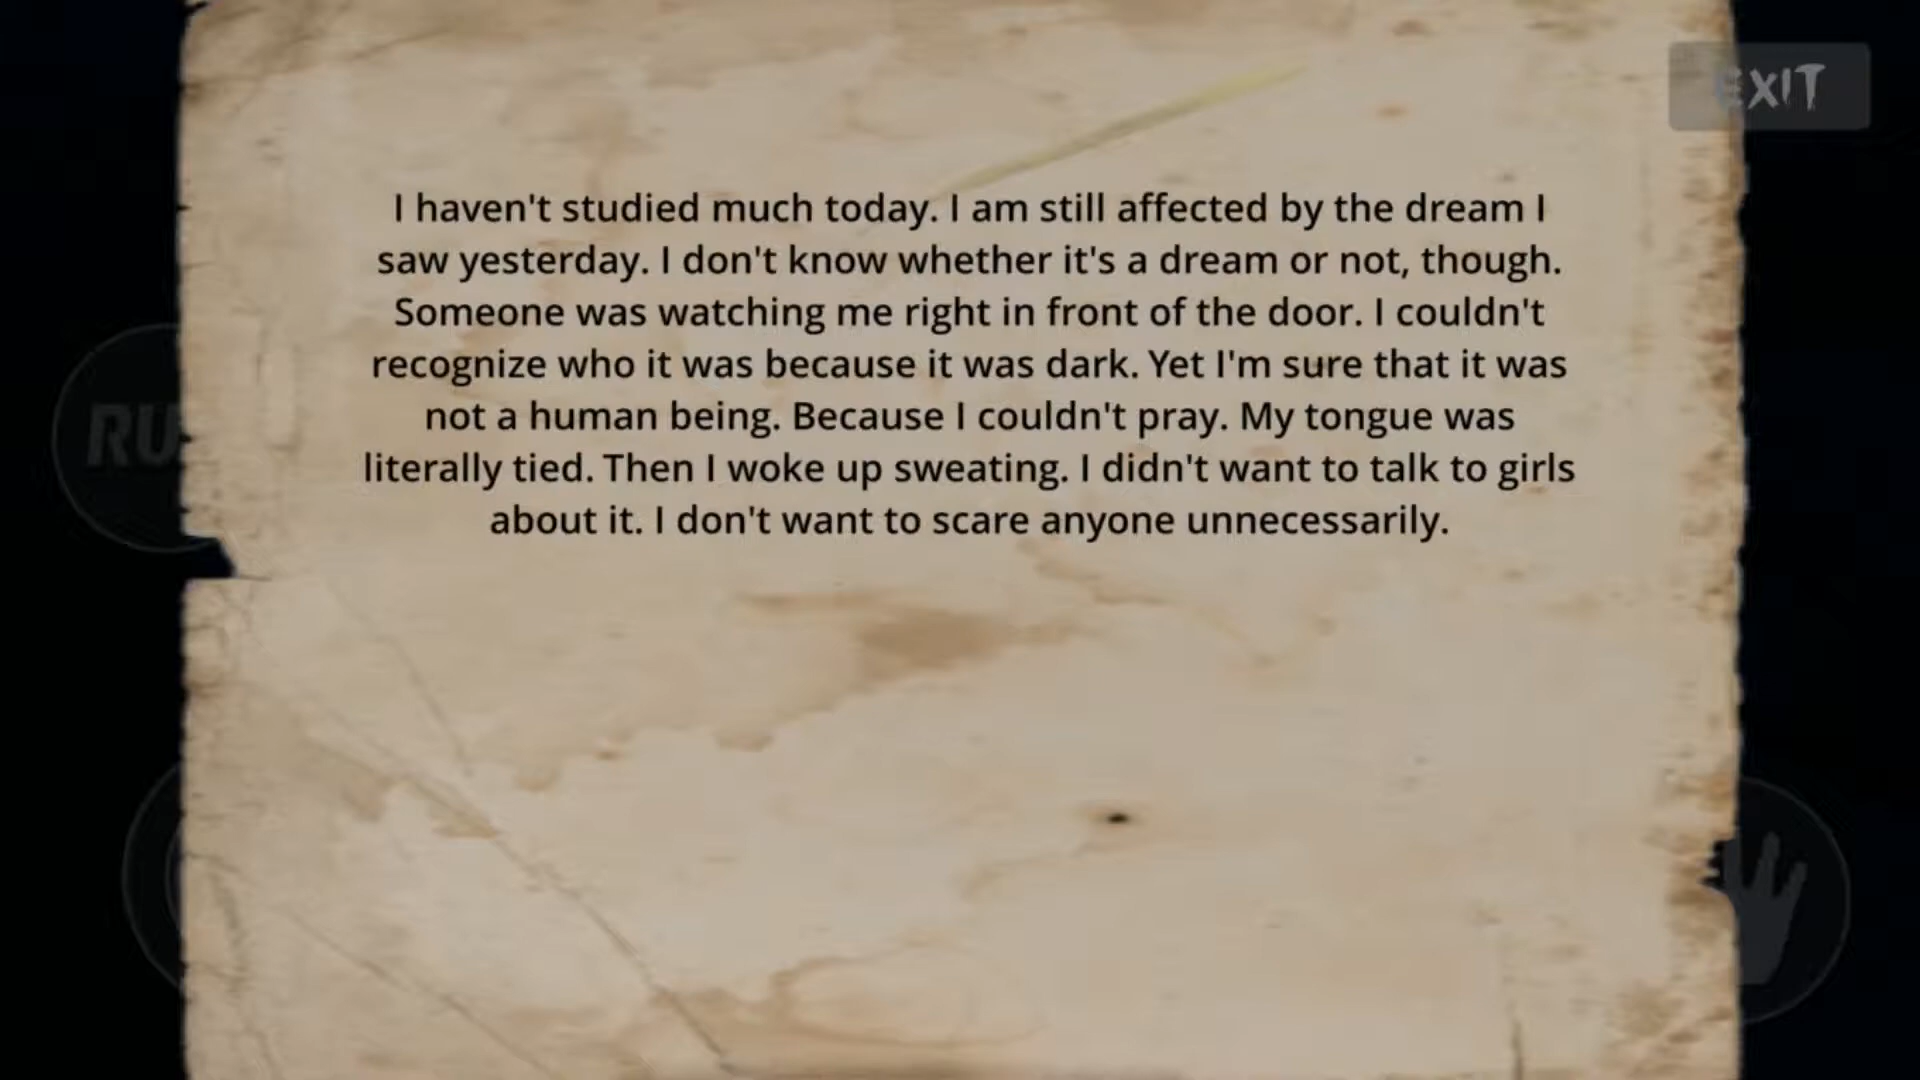 EXIT
I haven't studied much today. I am still affected by the dream I
saw yesterday. I don't know whether it's a dream or not, though.
Someone was watching me right in front of the door. I couldn't
recognize who it was because it was dark. Yet I'm sure that it was
not a human being. Because I couldn't pray. My tongue was
literally tied. Then I woke up sweating. I didn't want to talk to girls
about it. I don't want to scare anyone unnecessarily.